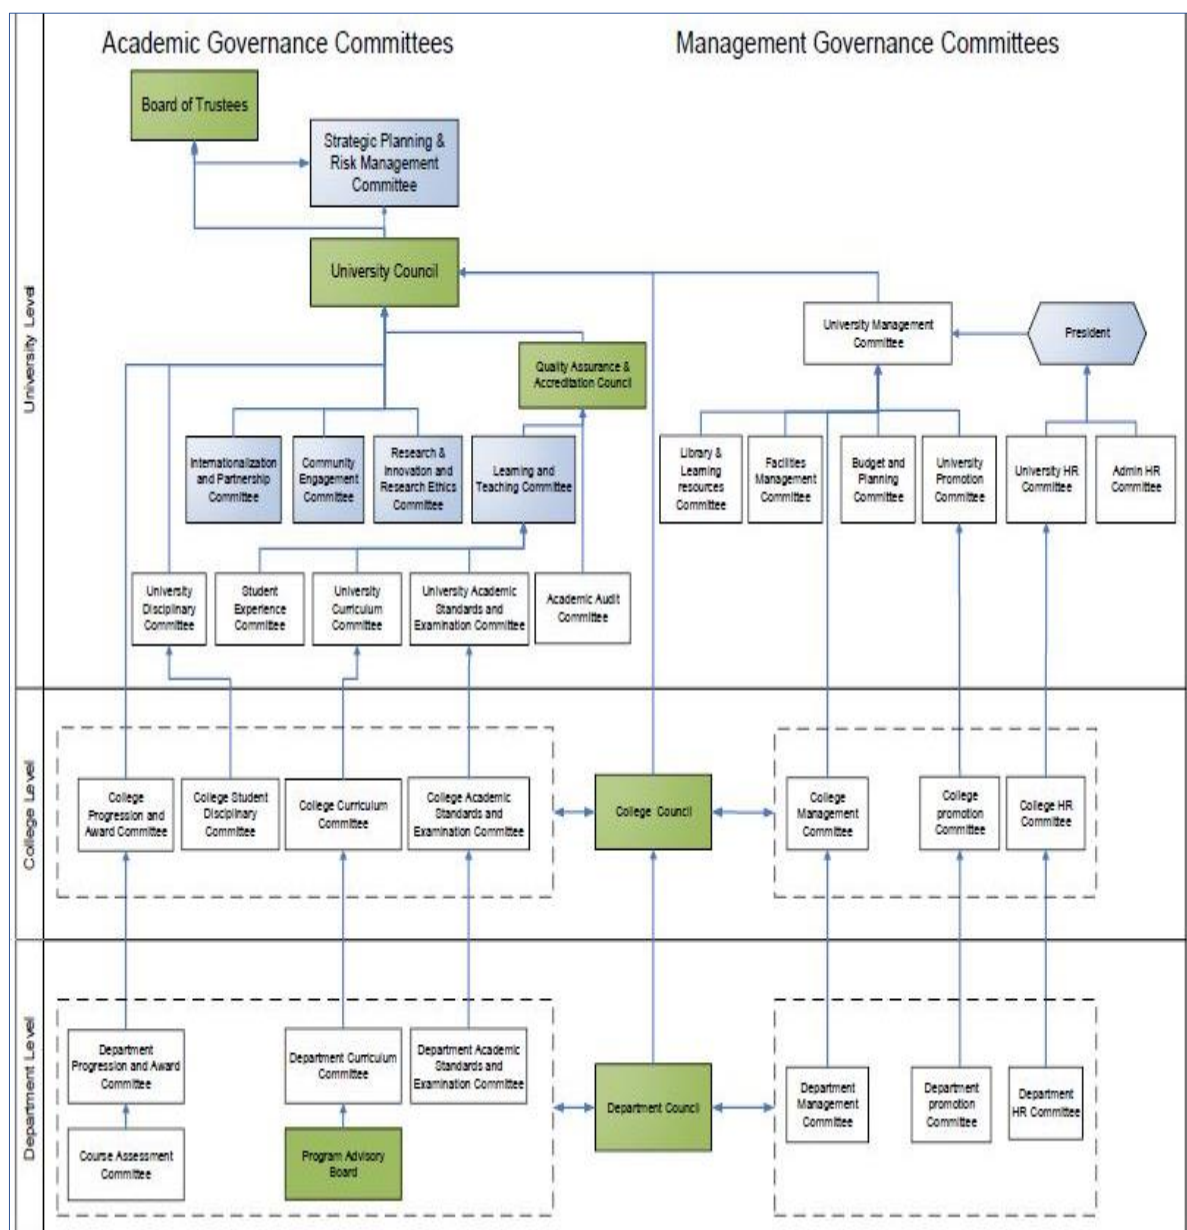 Academic Governance Committees
Management Governance Committees
Board of Trustees
Strategic Planning &
Risk Management
Committee
University Council
University Management
Committee
President
Quality Assurance &
Accreditation Council
Internationalization
and Partnership
Committee
Community
Engagement
Committee
Research &
Innovation and
Research Ethics
Committee
Learning and
Teaching Committee
Library &
Learning
resources
Committee
Facilities
Management
Committee
Budget and
Planning
Committee
University
Promotion
Committee
University HR
Committee
Admin HR
Committee
University
Disciplinary
Committee
Student
Experience
Committee
University
Curriculum
Committee
University Academic
Standards and
Examination Committee
Academic Audit
Committee
University Level
College
Progression and
Award Committee
College Student
Disciplinary
Committee
College Curriculum
Committee
College Academic
Standards and
Examination Committee
College Council
College
Management
Committee
College
promotion
Committee
College HR
Committee
College Level
Department
Progression and Award
Committee
Department Curriculum
Committee
Department Academic
Standards and
Examination Committee
Department Council
Department
Management
Committee
Department
promotion
Committee
Department
HR Committee
Course Assessment
Committee
Program Advisory
Board
Department Level